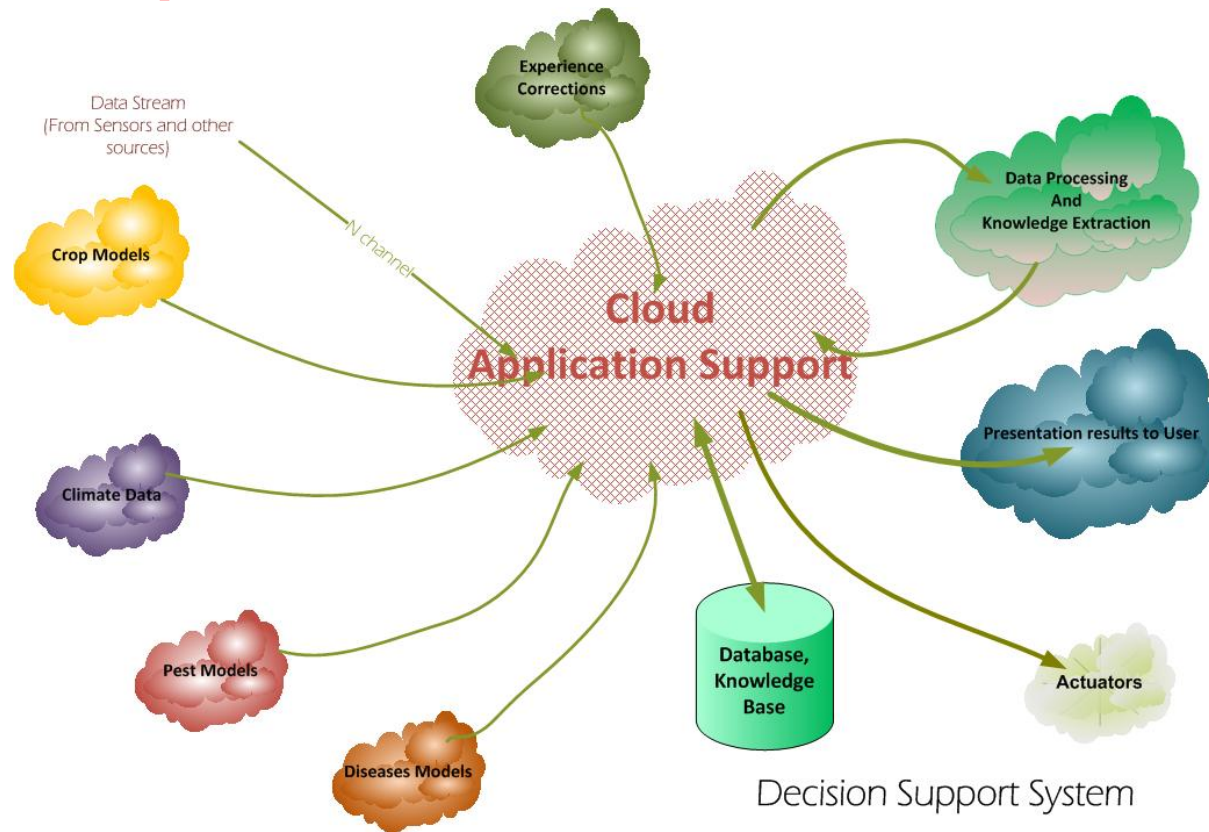 Experience
Corrections
Data Stream
(From Sensors and other
sources)
Data Processing
And
Knowledge Extraction
N channel
Crop Models
Cloud
Application Support
Presentation results to User
Climate Data
Pest Models
Database,
Knowledge
Base
Actuators
Diseases Models
Decision Support System